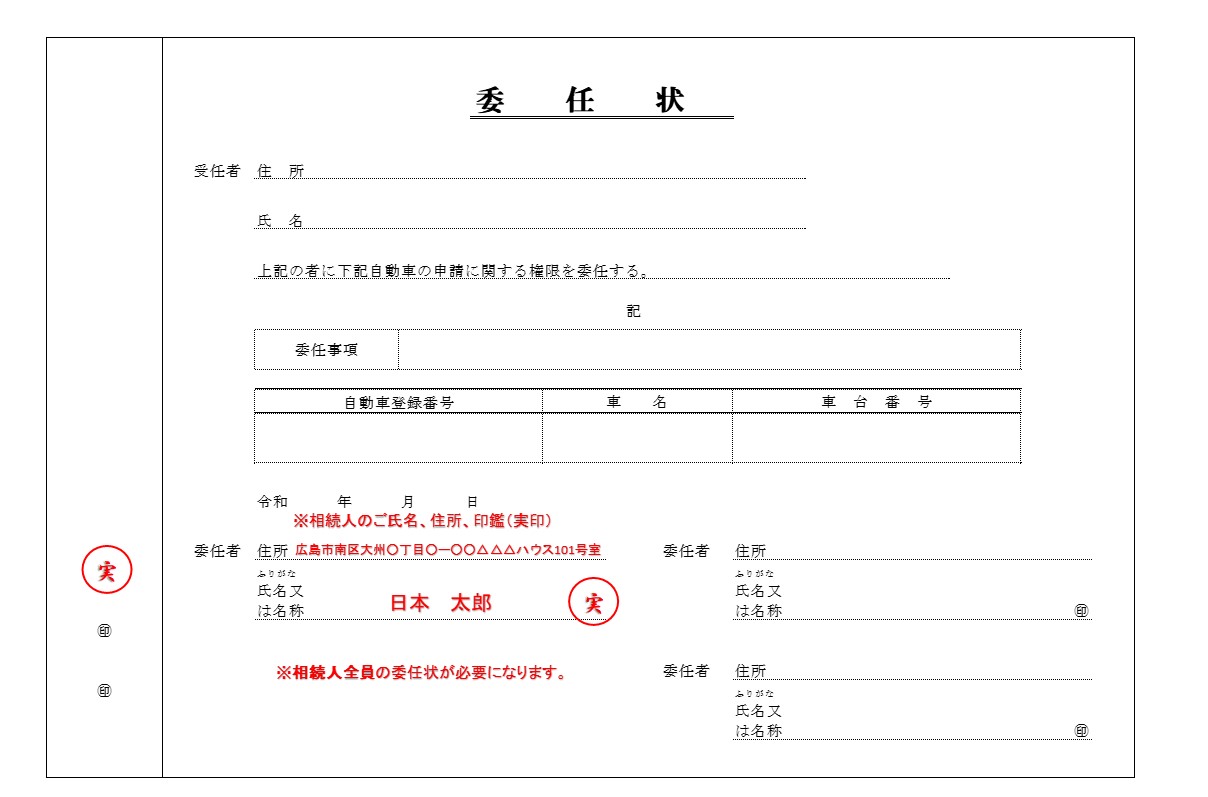 委任状
受任者 住 所
氏 名
上記の者に下記自動車の申請に関する権限を委任する。
記
委任事項
自動車登録番号 車 名 車 台 番 号
令和 年 月 日
※相続人のご氏名、住所、印鑑(実印)
委任者 住所 広島市南区大州〇丁目〇ー〇〇△△△ハウス101号室
ふりがな
氏名又
は名称
日本 太郎
実
委任者 住所
ふりがな
氏名又
は名称
㊞
※相続人全員の委任状が必要になります。
委任者 住所
ふりがな
氏名又
は名称
㊞
実
㊞
㊞